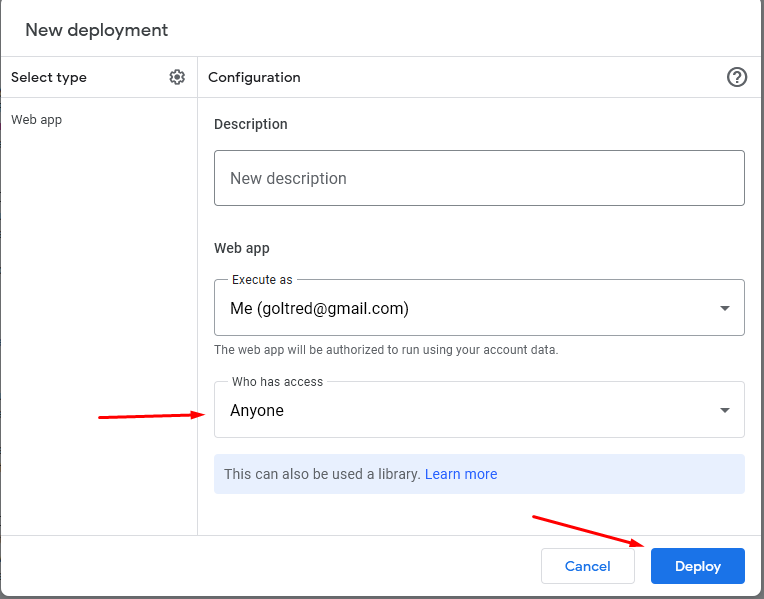 New deployment
Select type
Configuration
Web app
Description
New description
Web app
Execute as
Me (goltred@gmail.com)
The web app will be authorized to run using your account data.
Who has access
Anyone
This can also be used a library. Learn more
Cancel
Deploy